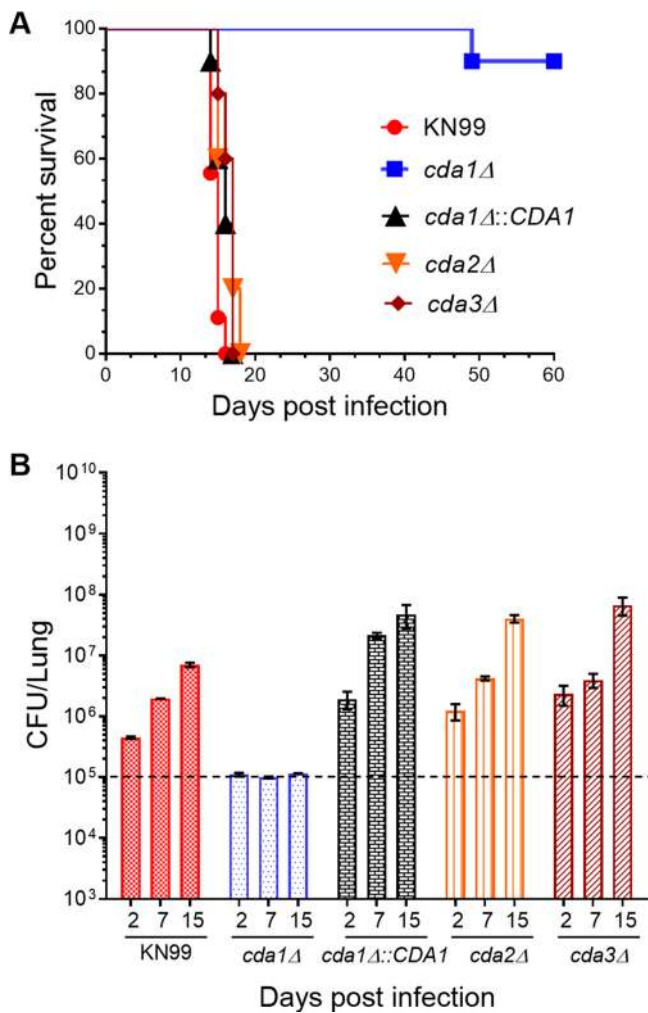 A
Percent survival
100
80
60
40
20
0
0 10 20 30 40 50 60
Days post infection
KN99
cda1Δ
cda1Δ::CDA1
cda2Δ
cda3Δ
B
CFU/Lung
10^10
10^9
10^8
10^7
10^6
10^5
10^4
10^3
2 7 15 2 7 15 2 7 15 2 7 15 2 7 15
KN99 cda1Δ cda1Δ::CDA1 cda2Δ cda3Δ
Days post infection